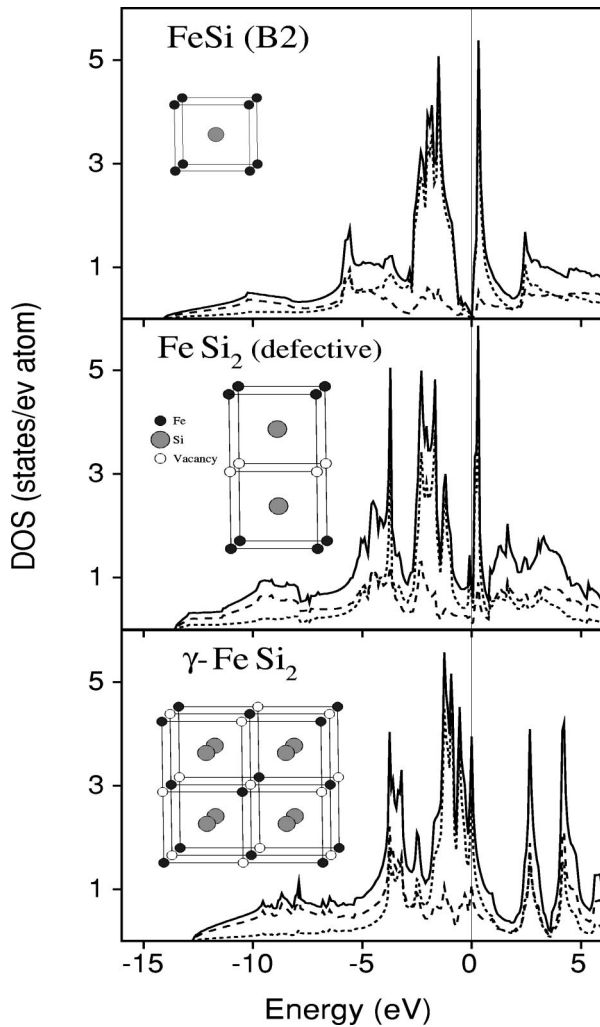 FeSi (B2)
5
3
1
Fe Si2 (defective)
Fe
Si
Vacancy
5
3
1
γ- Fe Si2
5
3
1
DOS (states/ev atom)
-15 -10 -5 0 5
Energy (eV)